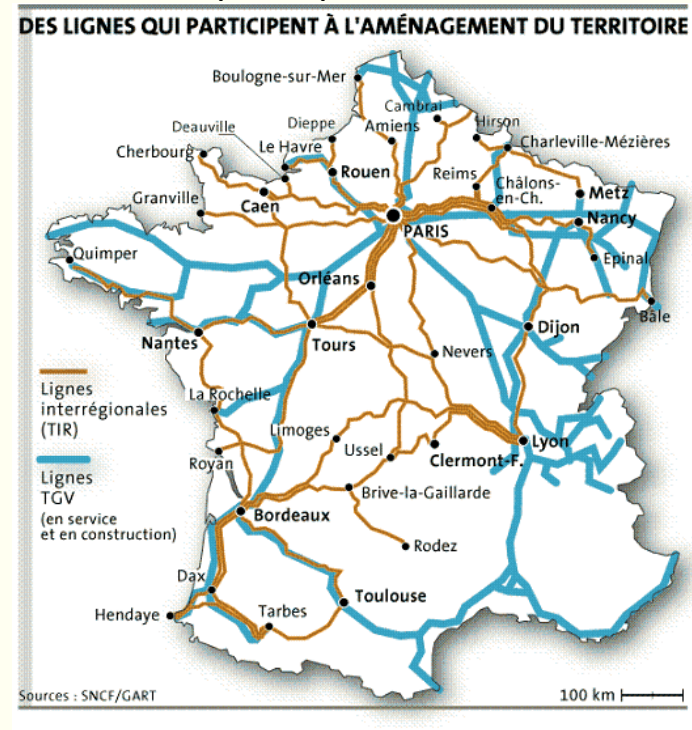 DES LIGNES QUI PARTICIPENT À L'AMÉNAGEMENT DU TERRITOIRE
Boulogne-sur-Mer
Cambrai
Dieppe
Amiens
Hirson
Deauville
Le Havre
Charleville-Mézières
Cherbourg
Rouen
Reims
Châlons-
en-Ch.
Metz
Granville
Caen
Nancy
PARIS
Quimper
Epinal
Orléans
Bâle
Nantes
Tours
Dijon
Nevers
Lignes
interrégionales
(TIR)
La Rochelle
Limoges
Ussel
Lyon
Royan
Clermont-F.
Lignes
TGV
(en service
et en construction)
Brive-la-Gaillarde
Bordeaux
Rodez
Dax
Toulouse
Hendaye
Tarbes
Sources : SNCF/GART
100 km